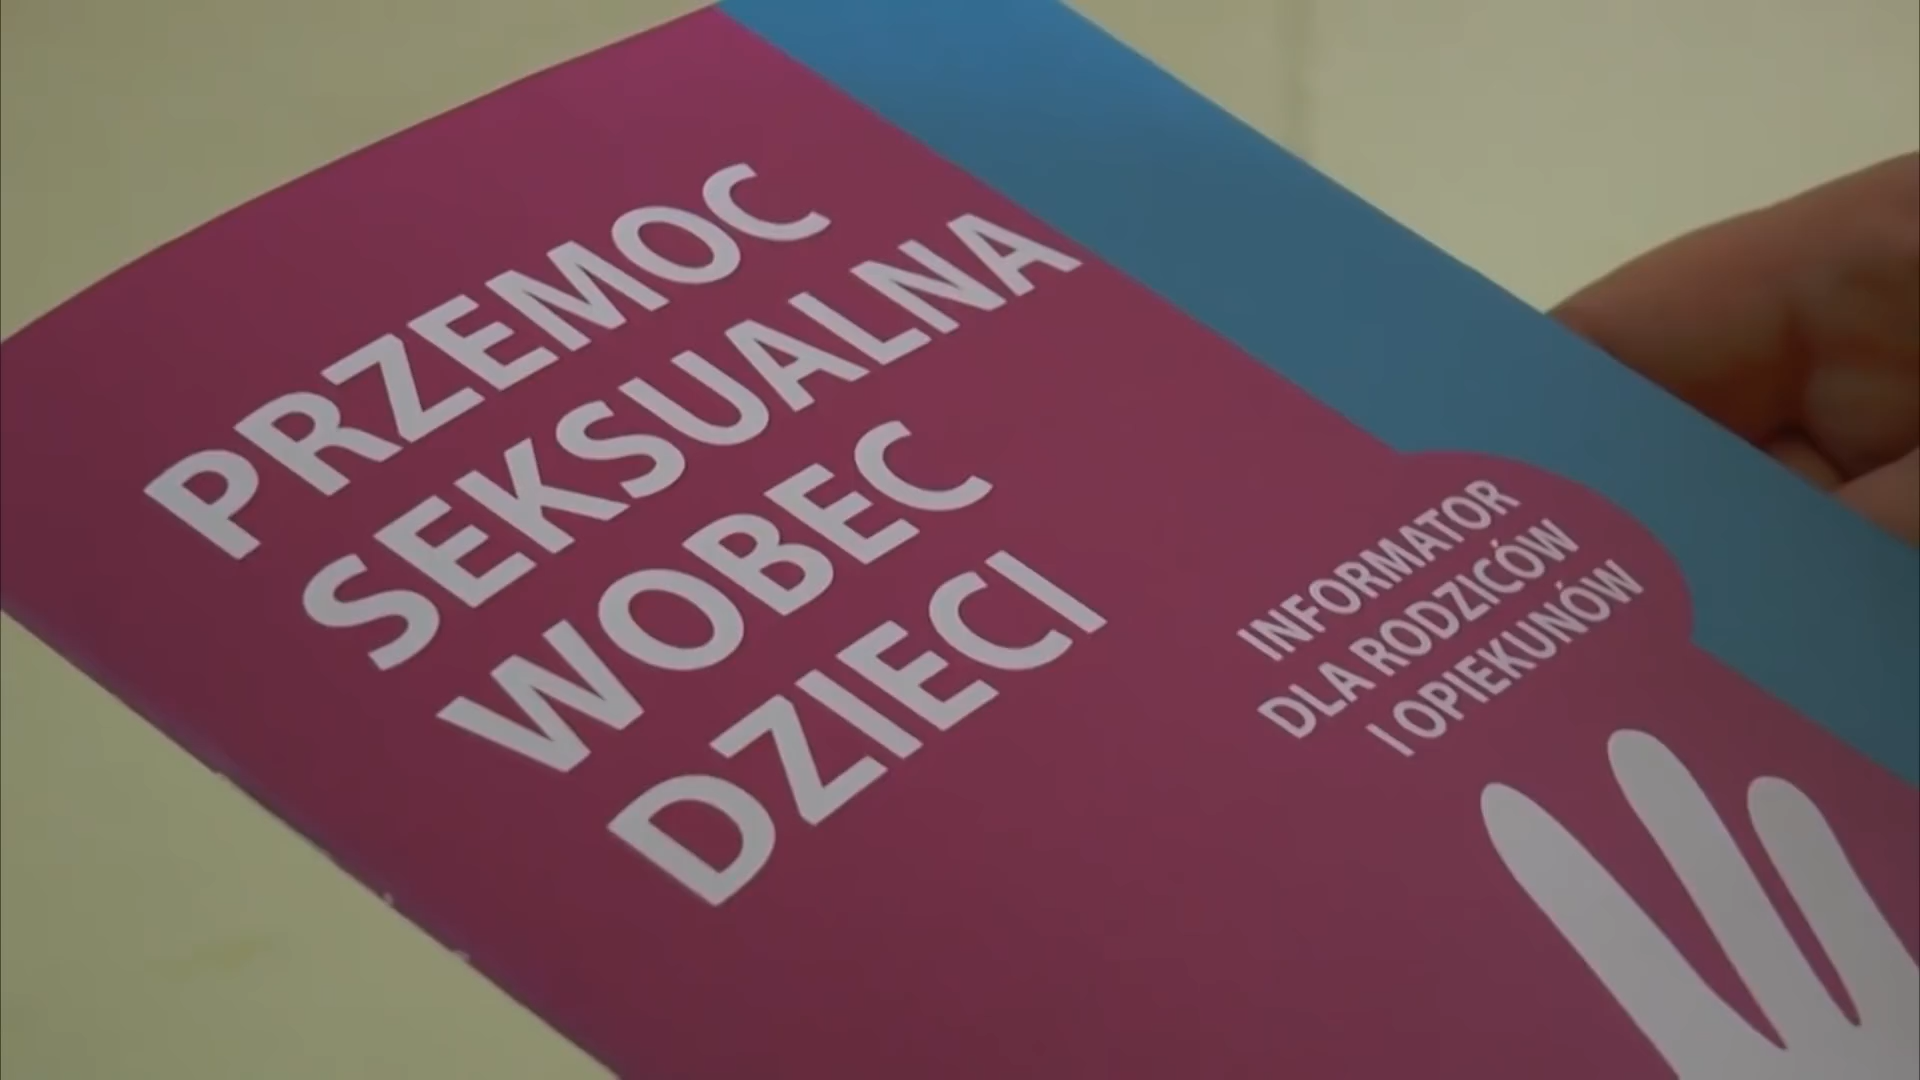 PRZEMOC
SEKSUALNA
WOBEC
DZIECI
INFORMATOR
DLA RODZICÓW
I OPIEKUNÓW